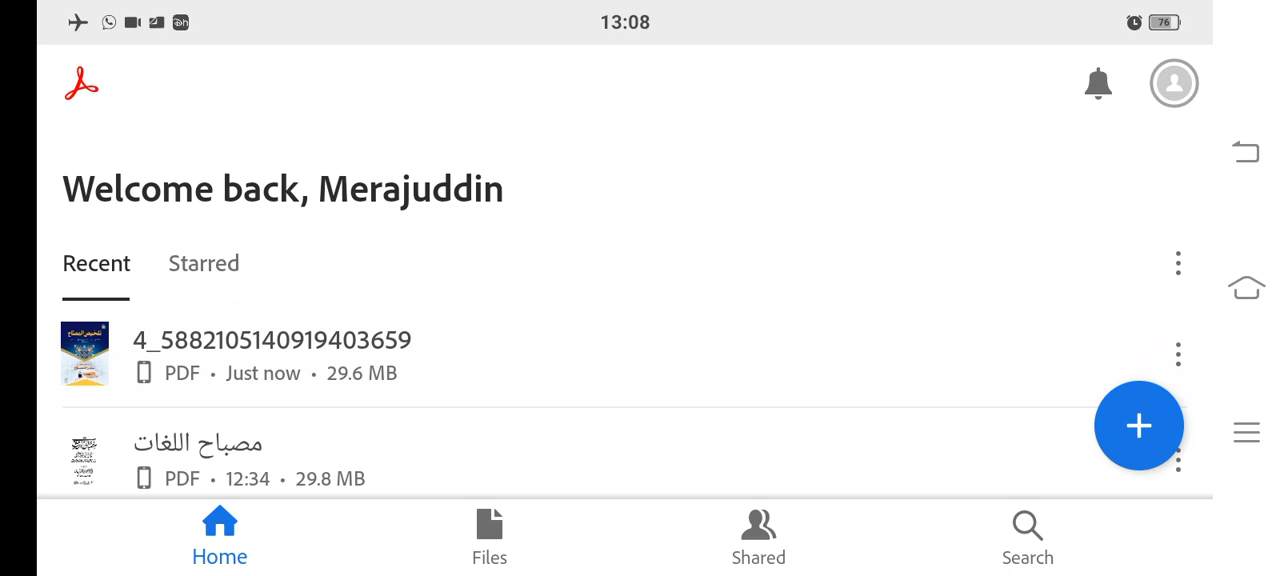 13:08
76
Welcome back, Merajuddin
Recent
Starred
4_5882105140919403659
PDF • Just now • 29.6 MB
مصباح اللغات
PDF • 12:34 • 29.8 MB
Home
Files
Shared
Search